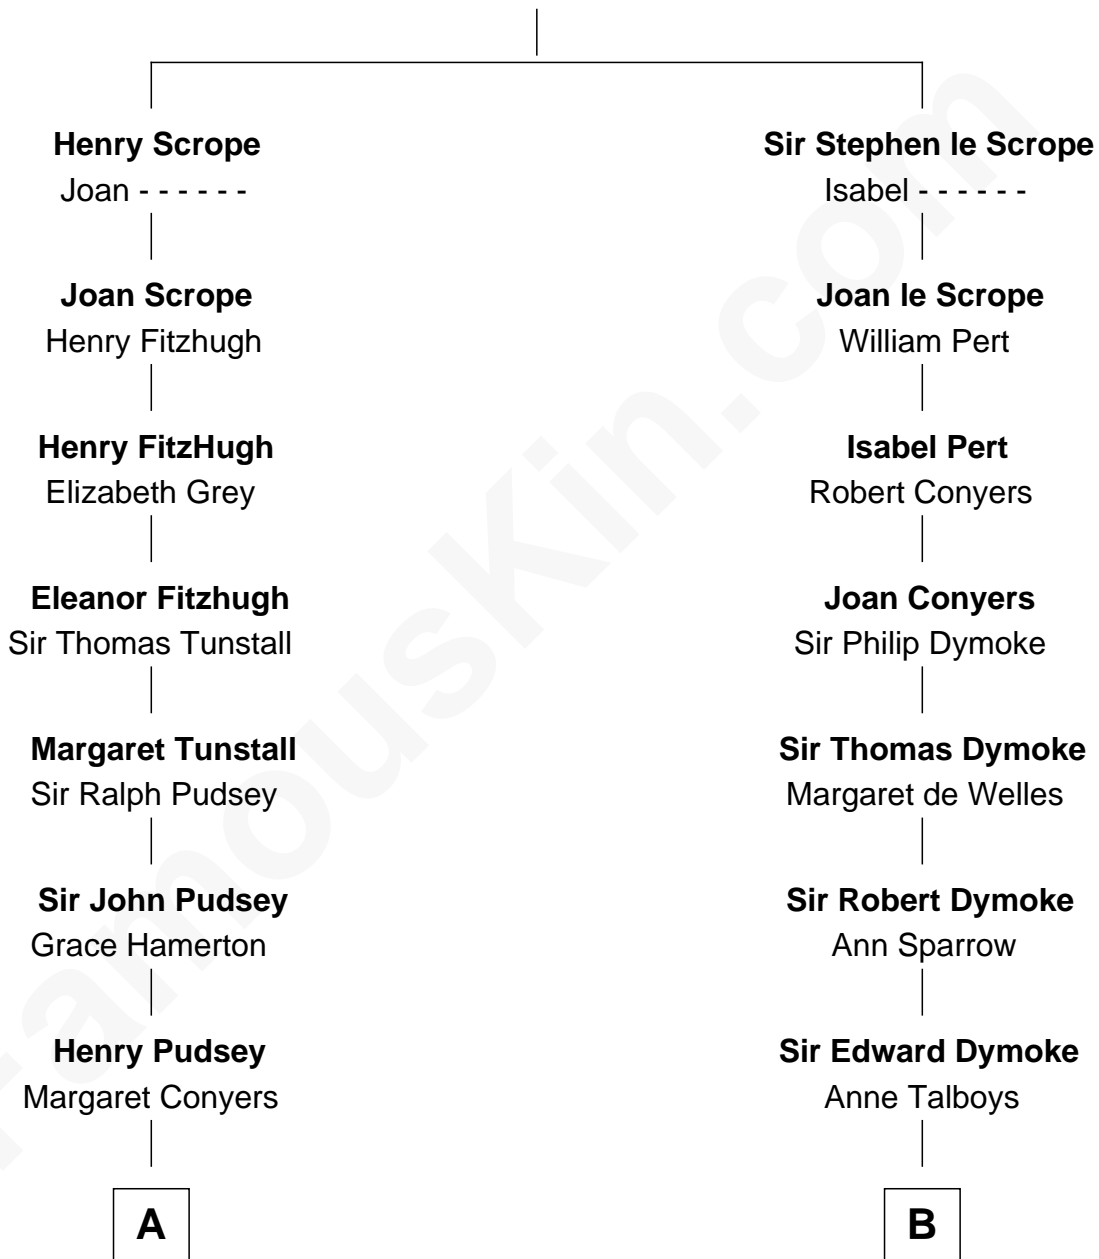 Henry Scrope
Joan - - - - - -
Joan Scrope
Henry Fitzhugh
Henry FitzHugh
Elizabeth Grey
Eleanor Fitzhugh
Sir Thomas Tunstall
Margaret Tunstall
Sir Ralph Pudsey
Sir John Pudsey
Grace Hamerton
Henry Pudsey
Margaret Conyers
A
Sir Stephen le Scrope
Isabel - - - - - -
Joan le Scrope
William Pert
Isabel Pert
Robert Conyers
Joan Conyers
Sir Philip Dymoke
Sir Thomas Dymoke
Margaret de Welles
Sir Robert Dymoke
Ann Sparrow
Sir Edward Dymoke
Anne Talboys
B
FamousKin.com